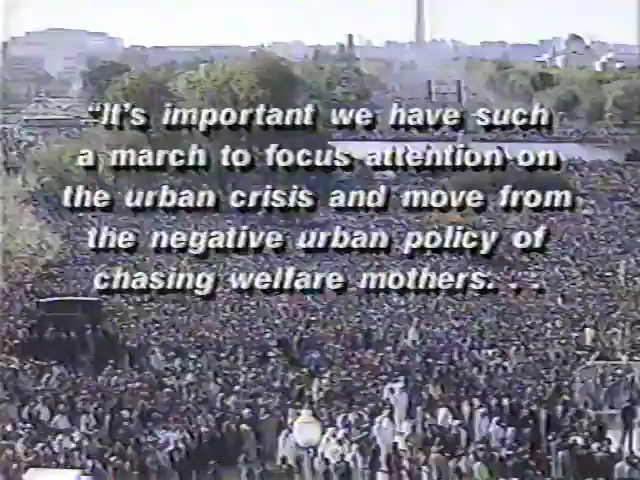 “It's important we have such
a march to focus attention on
the urban crisis and move from
the negative urban policy of
chasing welfare mothers. . .